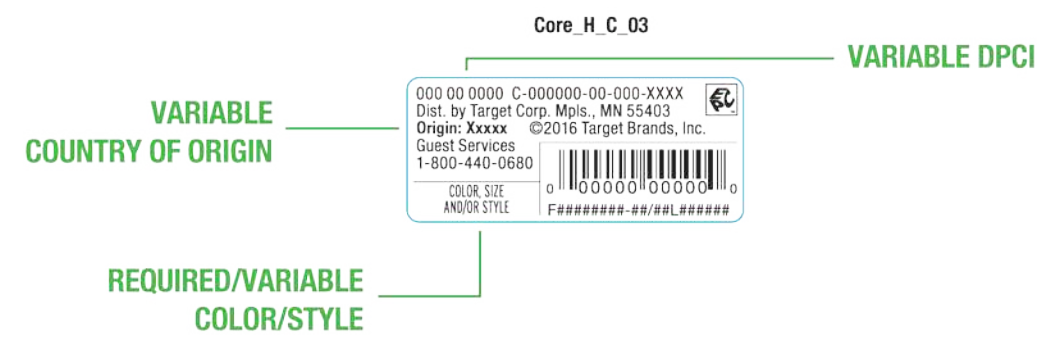 Core_H_C_03
VARIABLE DPCI
000 00 0000 C-000000-00-000-XXXX
Dist. by Target Corp. Mpls., MN 55403
Origin: Xxxxx ©2016 Target Brands, Inc.
Guest Services
1-800-440-0680
VARIABLE
COUNTRY OF ORIGIN
COLOR, SIZE
AND/OR STYLE
0 00000 00000 0
F########-##/##L######
REQUIRED/VARIABLE
COLOR/STYLE